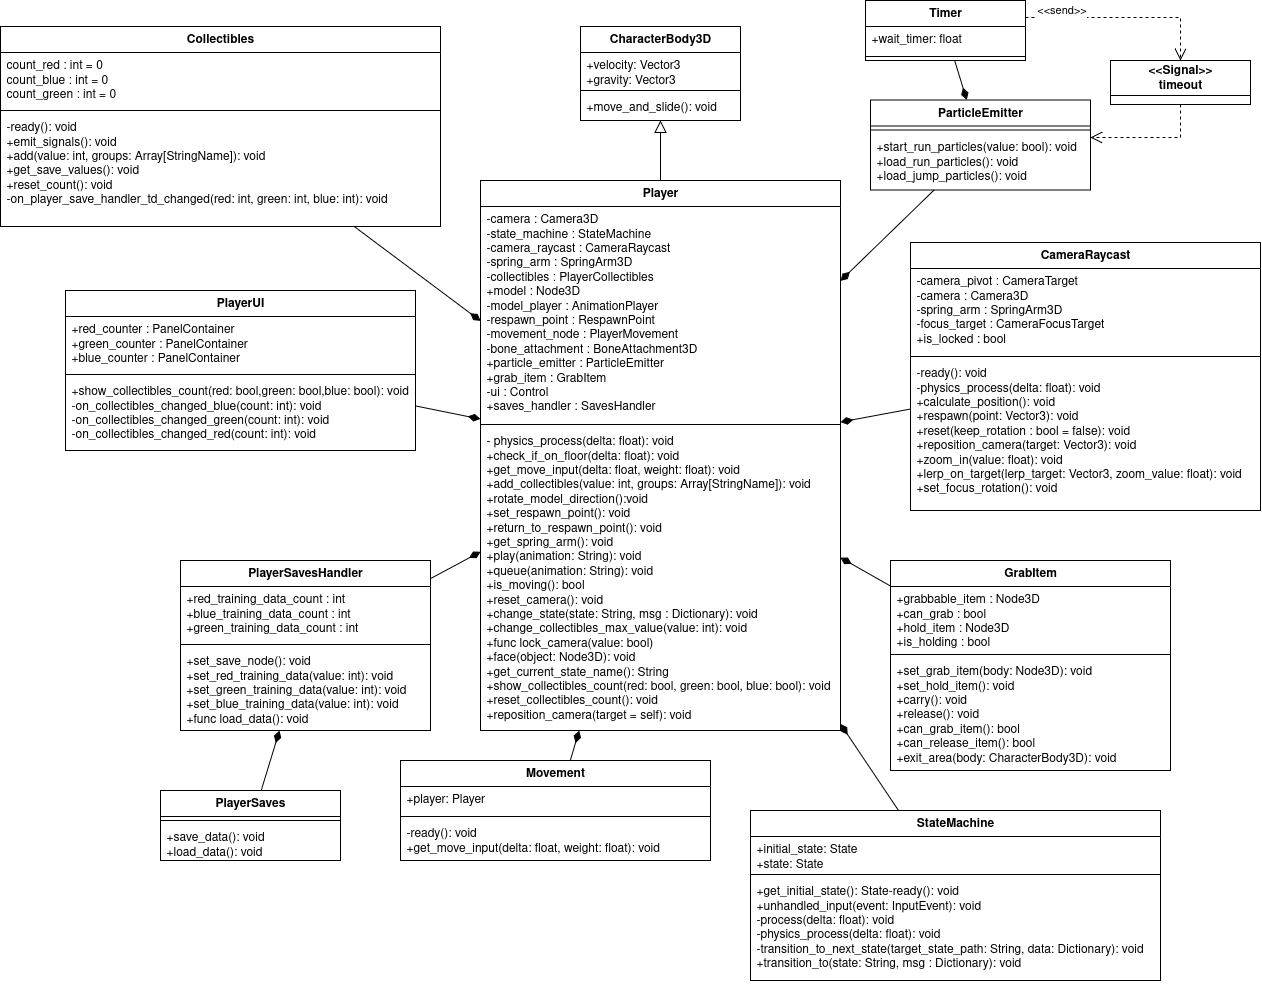 Collectibles
count_red : int = 0
count_blue : int = 0
count_green : int = 0
-ready(): void
+emit_signals(): void
+add(value: int, groups: Array[StringName]): void
+get_save_values(): void
+reset_count(): void
-on_player_save_handler_td_changed(red: int, green: int, blue: int): void
CharacterBody3D
+velocity: Vector3
+gravity: Vector3
+move_and_slide(): void
Timer
+wait_timer: float
<<send>>
<<Signal>>
timeout
ParticleEmitter
+start_run_particles(value: bool): void
+load_run_particles(): void
+load_jump_particles(): void
Player
-camera : Camera3D
-state_machine : StateMachine
-camera_raycast : CameraRaycast
-spring_arm : SpringArm3D
-collectibles : PlayerCollectibles
+model : Node3D
-model_player : AnimationPlayer
-respawn_point : RespawnPoint
-movement_node : PlayerMovement
-bone_attachment : BoneAttachment3D
+particle_emitter : ParticleEmitter
+grab_item : GrabItem
-ui : Control
+saves_handler : SavesHandler
- physics_process(delta: float): void
+check_if_on_floor(delta: float): void
+get_move_input(delta: float, weight: float): void
+add_collectibles(value: int, groups: Array[StringName]): void
+rotate_model_direction():void
+set_respawn_point(): void
+return_to_respawn_point(): void
+get_spring_arm(): void
+play(animation: String): void
+queue(animation: String): void
+is_moving(): bool
+reset_camera(): void
+change_state(state: String, msg : Dictionary): void
+change_collectibles_max_value(value: int): void
+func lock_camera(value: bool)
+face(object: Node3D): void
+get_current_state_name(): String
+show_collectibles_count(red: bool, green: bool, blue: bool): void
+reset_collectibles_count(): void
+reposition_camera(target = self): void
PlayerUI
+red_counter : PanelContainer
+green_counter : PanelContainer
+blue_counter : PanelContainer
+show_collectibles_count(red: bool,green: bool,blue: bool): void
-on_collectibles_changed_blue(count: int): void
-on_collectibles_changed_green(count: int): void
-on_collectibles_changed_red(count: int): void
CameraRaycast
-camera_pivot : CameraTarget
-camera : Camera3D
-spring_arm : SpringArm3D
-focus_target : CameraFocusTarget
+is_locked : bool
-ready(): void
-physics_process(delta: float): void
+calculate_position(): void
+respawn(point: Vector3): void
+reset(keep_rotation : bool = false): void
+reposition_camera(target: Vector3): void
+zoom_in(value: float): void
+lerp_on_target(lerp_target: Vector3, zoom_value: float): void
+set_focus_rotation(): void
PlayerSavesHandler
+red_training_data_count : int
+blue_training_data_count : int
+green_training_data_count : int
+set_save_node(): void
+set_red_training_data(value: int): void
+set_green_training_data(value: int): void
+set_blue_training_data(value: int): void
+func load_data(): void
GrabItem
+grabbable_item : Node3D
+can_grab : bool
+hold_item : Node3D
+is_holding : bool
+set_grab_item(body: Node3D): void
+set_hold_item(): void
+carry(): void
+release(): void
+can_grab_item(): bool
+can_release_item(): bool
+exit_area(body: CharacterBody3D): void
PlayerSaves
+save_data(): void
+load_data(): void
Movement
+player: Player
-ready(): void
+get_move_input(delta: float, weight: float): void
StateMachine
+initial_state: State
+state: State
+get_initial_state(): State-ready(): void
+unhandled_input(event: InputEvent): void
-process(delta: float): void
-physics_process(delta: float): void
-transition_to_next_state(target_state_path: String, data: Dictionary): void
+transition_to(state: String, msg : Dictionary): void